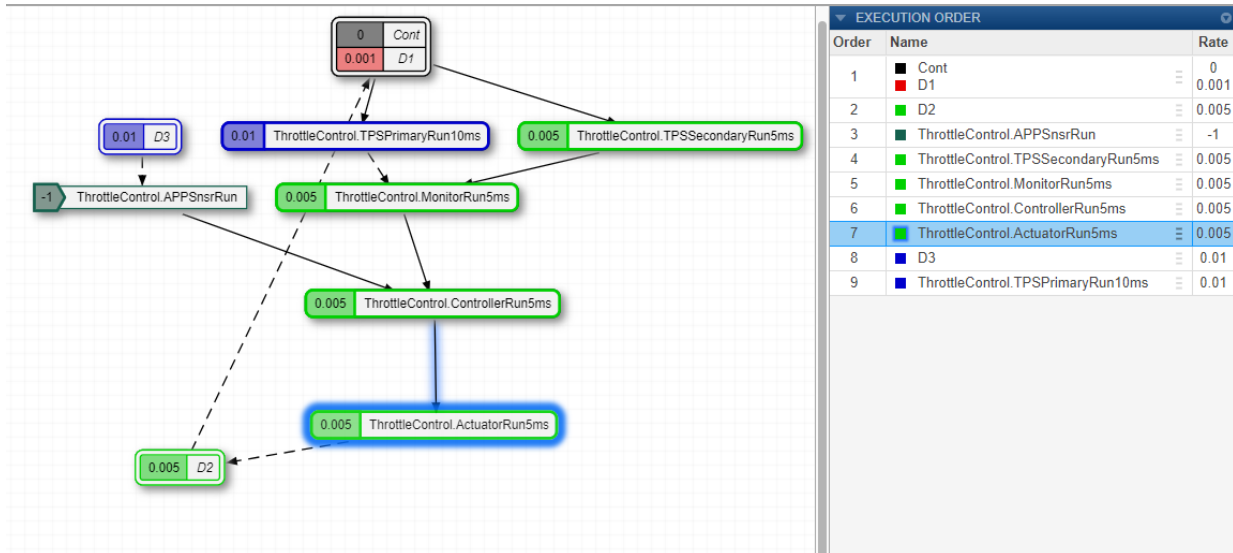 0 Cont
0.001 D1
0.01 D3
0.01 ThrottleControl.TPSPrimaryRun10ms
0.005 ThrottleControl.TPSSecondaryRun5ms
-1 ThrottleControl.APPSnsrRun
0.005 ThrottleControl.MonitorRun5ms
0.005 ThrottleControl.ControllerRun5ms
0.005 ThrottleControl.ActuatorRun5ms
0.005 D2
EXECUTION ORDER
Order Name Rate
1 Cont 0
D1 0.001
2 D2 0.005
3 ThrottleControl.APPSnsrRun -1
4 ThrottleControl.TPSSecondaryRun5ms 0.005
5 ThrottleControl.MonitorRun5ms 0.005
6 ThrottleControl.ControllerRun5ms 0.005
7 ThrottleControl.ActuatorRun5ms 0.005
8 D3 0.01
9 ThrottleControl.TPSPrimaryRun10ms 0.01